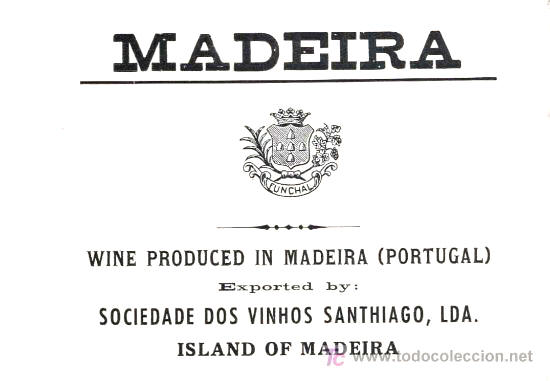 MADEIRA
FUNCHAL
WINE PRODUCED IN MADEIRA (PORTUGAL)
Exported by:
SOCIEDADE DOS VINHOS SANTHIAGO, LDA.
ISLAND OF MADEIRA
TC
www.todocoleccion.net